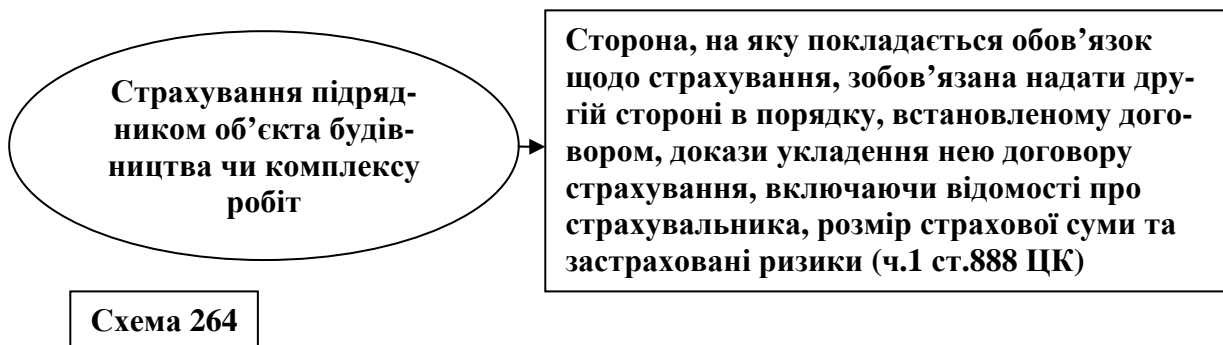 Страхування підряд-
ником об’єкта будів-
ництва чи комплексу
робіт
Сторона, на яку покладається обов’язок
щодо страхування, зобов’язана надати дру-
гій стороні в порядку, встановленому дого-
вором, докази укладення нею договору
страхування, включаючи відомості про
страхувальника, розмір страхової суми та
застраховані ризики (ч.1 ст.888 ЦК)
Схема 264